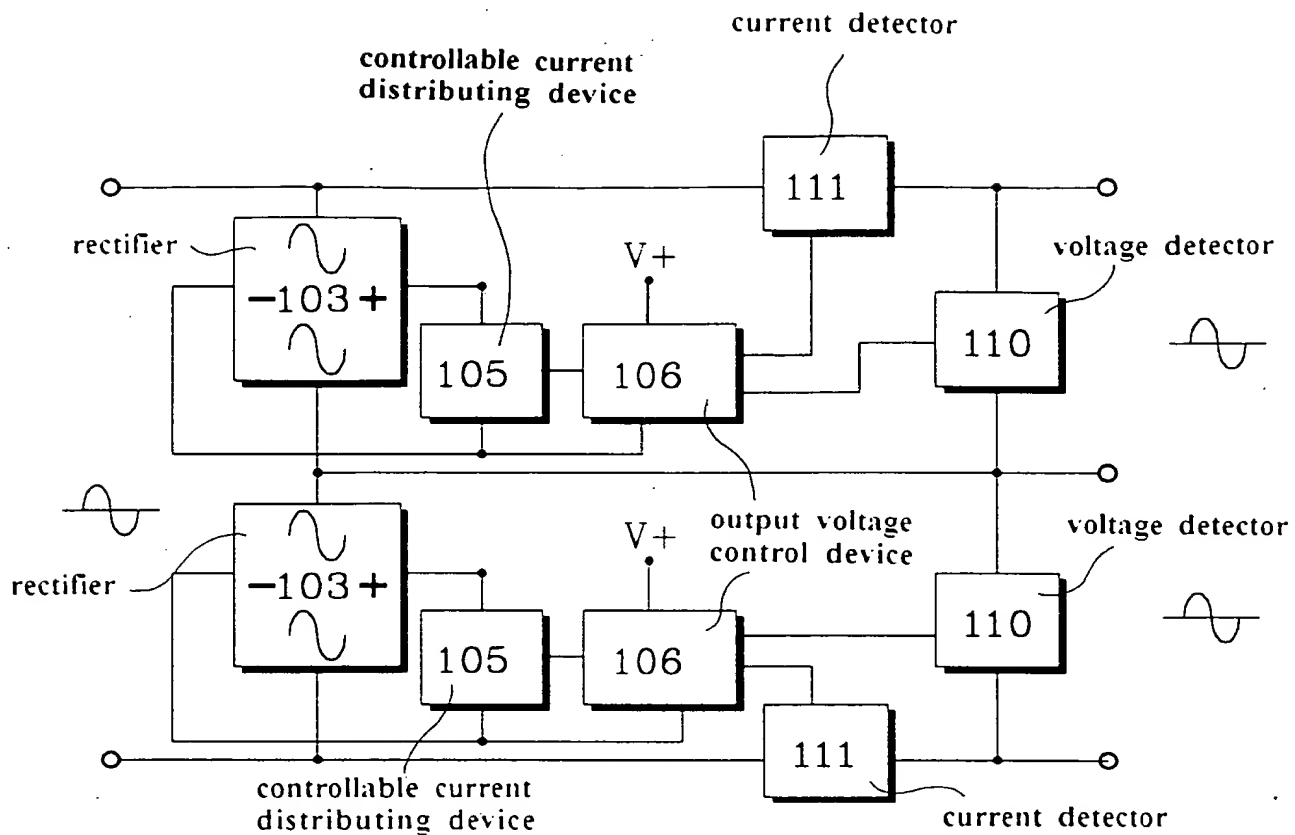 current detector
controllable current
distributing device
111
rectifier
V+
voltage detector
-103+
105
106
110
output voltage
control device
voltage detector
V+
rectifier
-103+
105
106
110
111
controllable current
distributing device
current detector